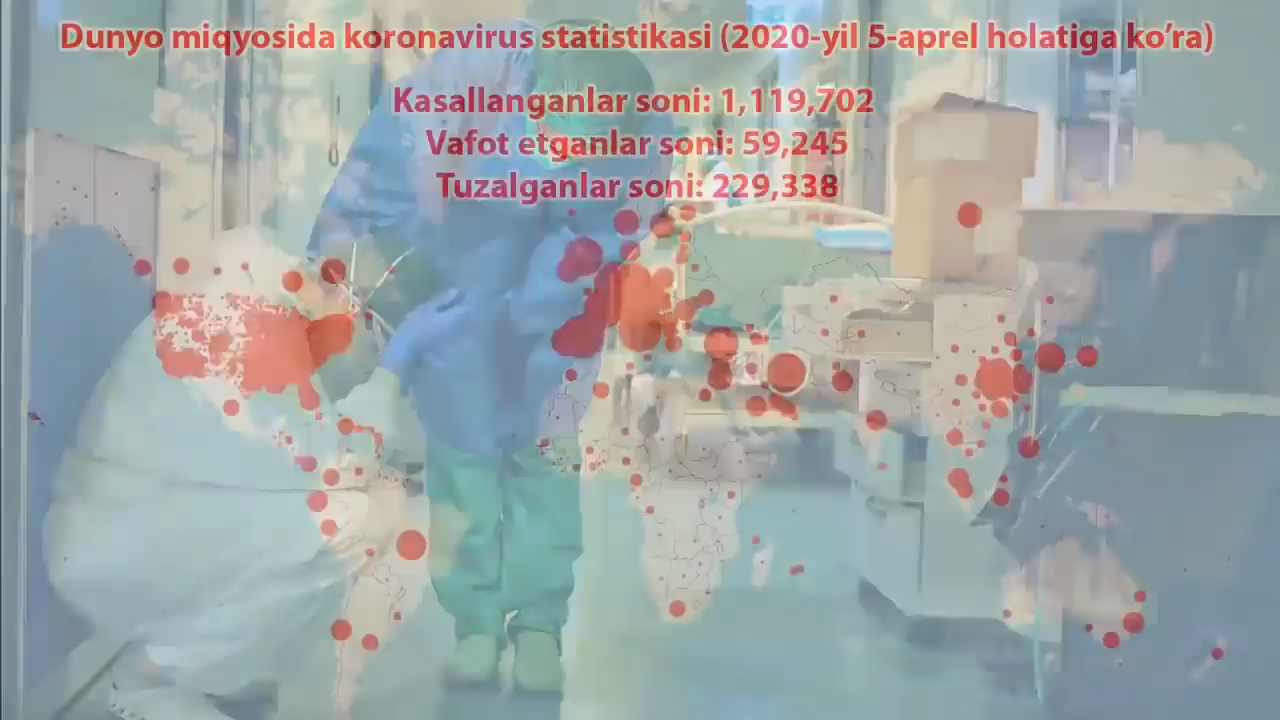 Dunyo miqyosida koronavirus statistikasi (2020-yil 5-aprel holatiga ko’ra)
Kasallanganlar soni: 1,119,702
Vafot etganlar soni: 59,245
Tuzalganlar soni: 229,338